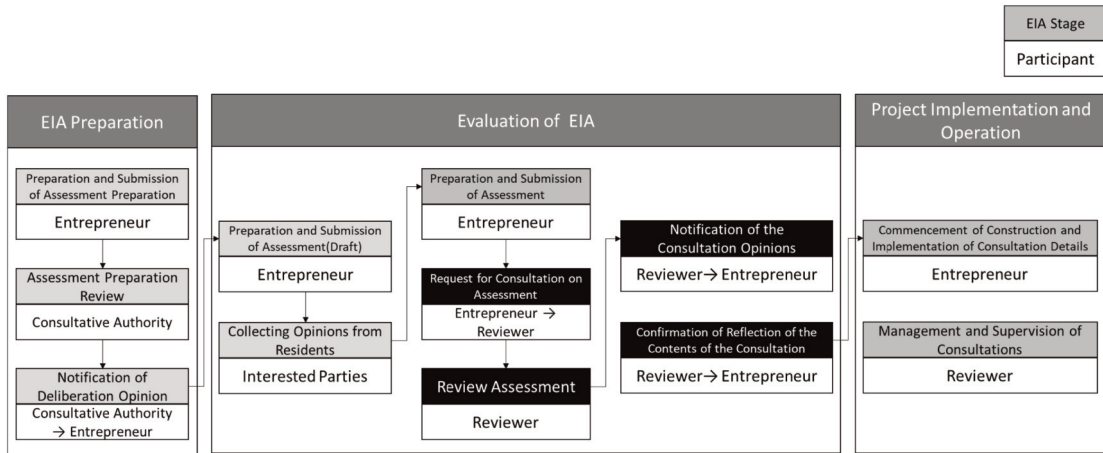 EIA Stage
Participant
EIA Preparation
Preparation and Submission
of Assessment Preparation
Entrepreneur
Assessment Preparation
Review
Consultative Authority
Notification of
Deliberation Opinion
Consultative Authority
→ Entrepreneur
Evaluation of EIA
Preparation and Submission
of Assessment(Draft)
Entrepreneur
Collecting Opinions from
Residents
Interested Parties
Preparation and Submission
of Assessment
Entrepreneur
Request for Consultation on
Assessment
Entrepreneur →
Reviewer
Review Assessment
Reviewer
Notification of the
Consultation Opinions
Reviewer→ Entrepreneur
Confirmation of Reflection of the
Contents of the Consultation
Reviewer→ Entrepreneur
Project Implementation and
Operation
Commencement of Construction and
Implementation of Consultation Details
Entrepreneur
Management and Supervision of
Consultations
Reviewer